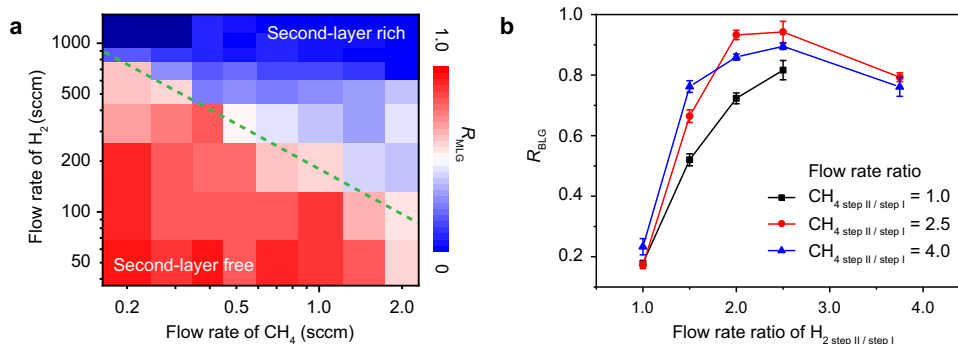 a
Second-layer rich
Second-layer free
1000
500
200
100
50
Flow rate of H2 (sccm)
0.2
0.5
1.0
2.0
Flow rate of CH4 (sccm)
1.0
RMLG
0
b
1.0
0.8
0.6
0.4
0.2
RBLG
Flow rate ratio
CH4 step II / step I = 1.0
CH4 step II / step I = 2.5
CH4 step II / step I = 4.0
1.0
2.0
3.0
4.0
Flow rate ratio of H2 step II / step I